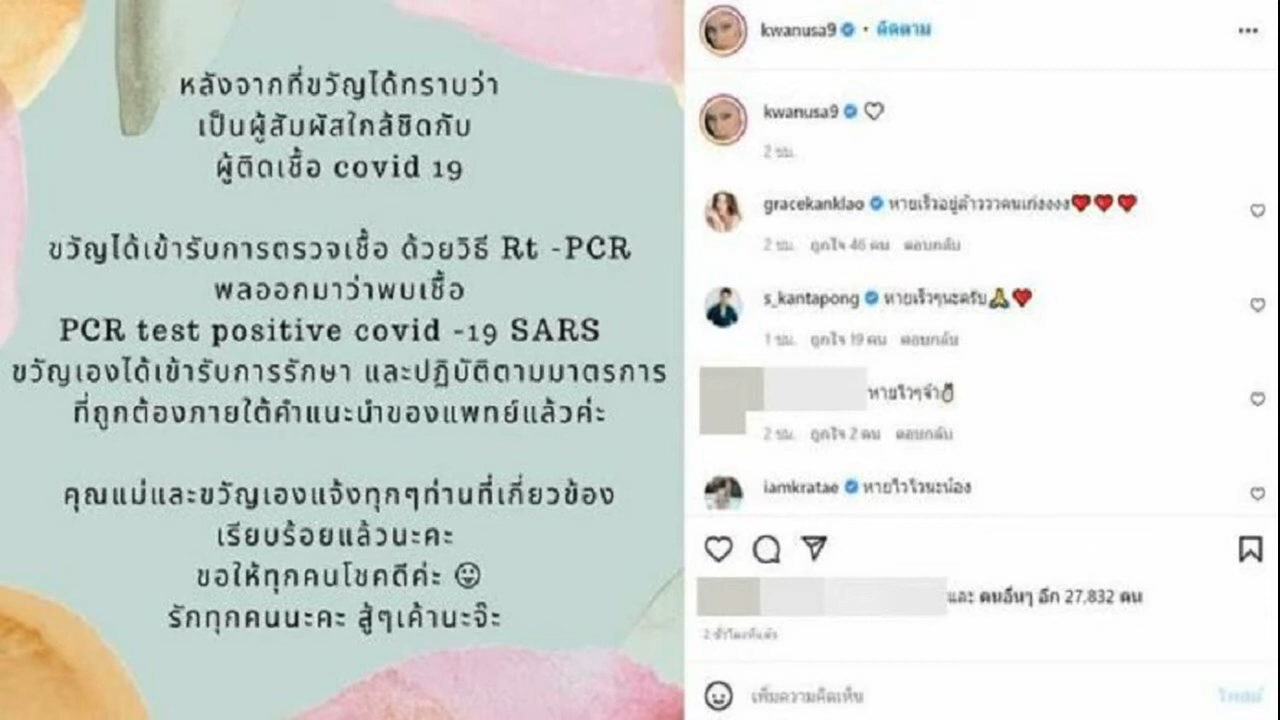 หลังจากที่ขวัญได้ทราบว่า
เป็นผู้สัมผัสใกล้ชิดกับ
ผู้ติดเชื้อ covid 19
ขวัญได้เข้ารับการตรวจเชื้อ ด้วยวิธี Rt -PCR
พลออกมาว่าพบเชื้อ
PCR test positive covid -19 SARS
ขวัญเองได้เข้ารับการรักษา และปฏิบัติตามมาตรการ
ที่ถูกต้องภายใต้คำแนะนำของแพทย์แล้วค่ะ
คุณแม่และขวัญเองแจ้งทุกๆท่านที่เกี่ยวข้อง
เรียบร้อยแล้วนะคะ
ขอให้ทุกคนโชคดีค่ะ 😛
รักทุกคนนะคะ สู้ๆเค้านะจ๊ะ
kwanusa9 • ติดตาม
kwanusa9 ♡
2 ชม.
gracekanklao หายเร็วอยู่ล้าวววคนเก่งงงง❤❤❤
2 ชม. ถูกใจ 46 คน ตอบกลับ
s_kantapong หายเร็วๆนะครับ🙏❤
1 ชม. ถูกใจ 19 คน ตอบกลับ
หายไวๆจ้า
2 ชม. ถูกใจ 2 คน ตอบกลับ
iamkratae หายไวไวนะน้อง
และ คนอื่นๆ อีก 27,832 คน
2 ชั่วโมงที่แล้ว
เพิ่มความคิดเห็น
โพสต์